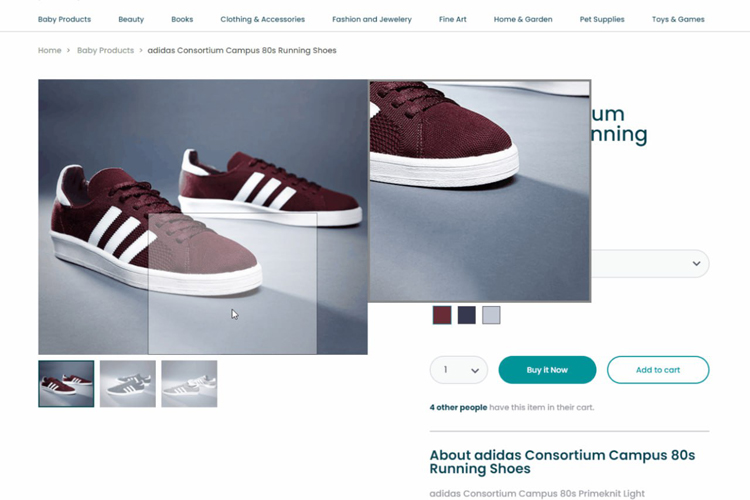 Baby Products Beauty Books Clothing & Accessories Fashion and Jewelery Fine Art Home & Garden Pet Supplies Toys & Games
Home > Baby Products > adidas Consortium Campus 80s Running Shoes
um
nning
1
Buy it Now
Add to cart
4 other people have this item in their cart.
About adidas Consortium Campus 80s
Running Shoes
adidas Consortium Campus 80s Primeknit Light